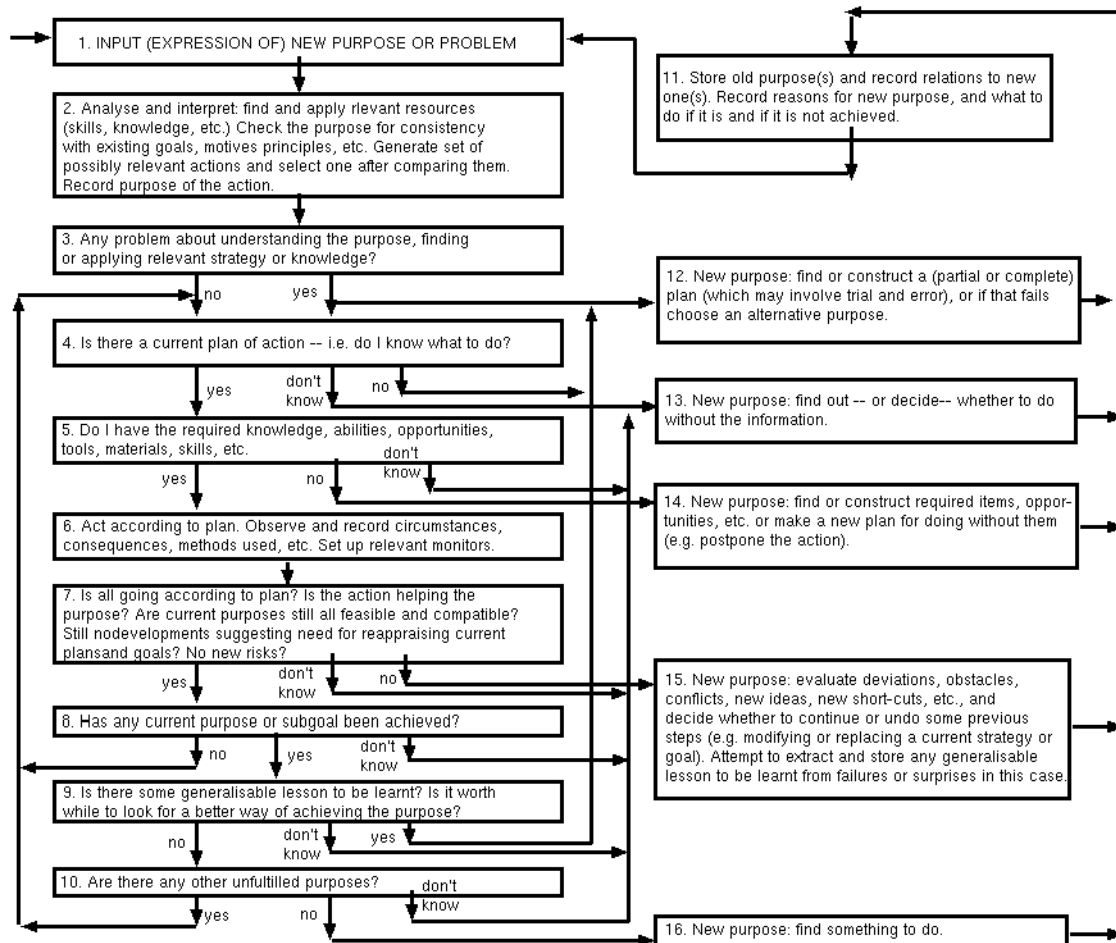 1. INPUT (EXPRESSION OF) NEW PURPOSE OR PROBLEM
2. Analyse and interpret: find and apply rlevant resources
(skills, knowledge, etc.) Check the purpose for consistency
with existing goals, motives principles, etc. Generate set of
possibly relevant actions and select one after comparing them.
Record purpose of the action.
3. Any problem about understanding the purpose, finding
or applying relevant strategy or knowledge?
no
yes
4. Is there a current plan of action -- i.e. do I know what to do?
yes
don't
know
no
5. Do I have the required knowledge, abilities, opportunities,
tools, materials, skills, etc.
yes
no
don't
know
6. Act according to plan. Observe and record circumstances,
consequences, methods used, etc. Set up relevant monitors.
7. Is all going according to plan? Is the action helping the
purpose? Are current purposes still all feasible and compatible?
Still nodevelopments suggesting need for reappraising current
plansand goals? No new risks?
yes
don't
know
no
8. Has any current purpose or subgoal been achieved?
no
yes
don't
know
9. Is there some generalisable lesson to be learnt? Is it worth
while to look for a better way of achieving the purpose?
no
don't
know
yes
10. Are there any other unfultilled purposes?
yes
no
don't
know
11. Store old purpose(s) and record relations to new
one(s). Record reasons for new purpose, and what to
do if it is and if it is not achieved.
12. New purpose: find or construct a (partial or complete)
plan (which may involve trial and error), or if that fails
choose an alternative purpose.
13. New purpose: find out -- or decide-- whether to do
without the information.
14. New purpose: find or construct required items, oppor-
tunities, etc. or make a new plan for doing without them
(e.g. postpone the action).
15. New purpose: evaluate deviations, obstacles,
conflicts, new ideas, new short-cuts, etc., and
decide whether to continue or undo some previous
steps (e.g. modifying or replacing a current strategy or
goal). Attempt to extract and store any generalisable
lesson to be learnt from failures or surprises in this case.
16. New purpose: find something to do.